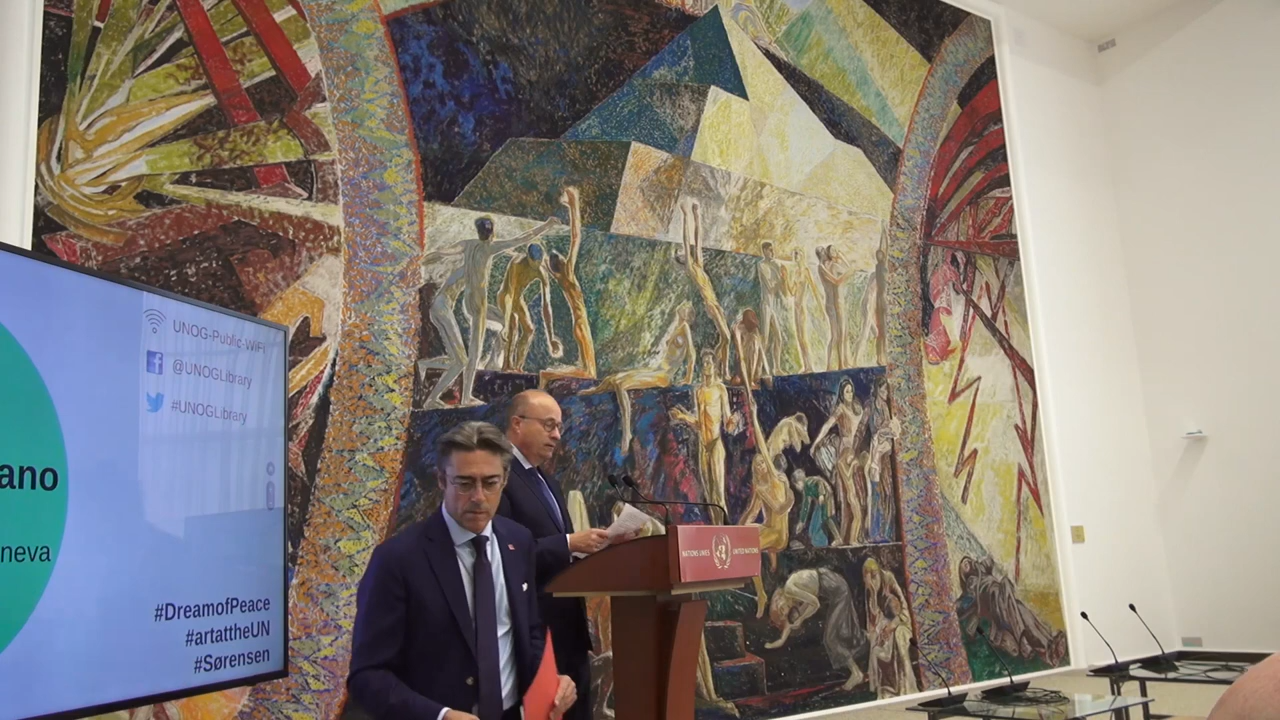 UNOG-Public-WiFi
@UNOGLibrary
#UNOGLibrary
ano
neva
#DreamofPeace
#artattheUN
#Sørensen
NATIONS UNIES
UNITED NATIONS